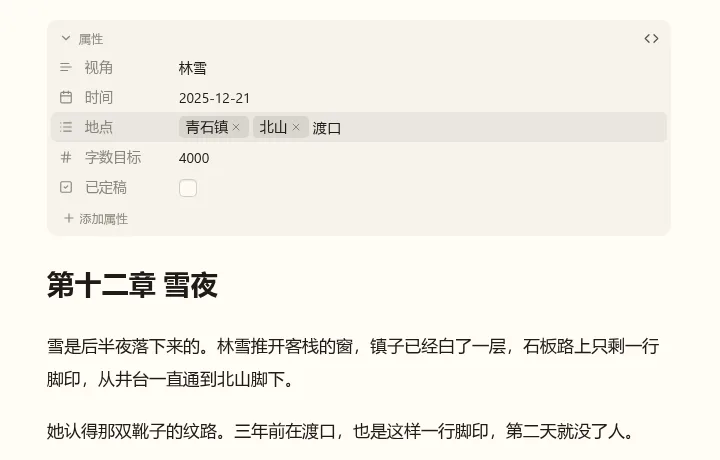 属性
视角 林雪
时间 2025-12-21
地点 青石镇 × 北山 × 渡口
字数目标 4000
已定稿
+ 添加属性
第十二章 雪夜
雪是后半夜落下来的。林雪推开客栈的窗，镇子已经白了一层，石板路上只剩一行
脚印，从井台一直通到北山脚下。
她认得那双靴子的纹路。三年前在渡口，也是这样一行脚印，第二天就没了人。